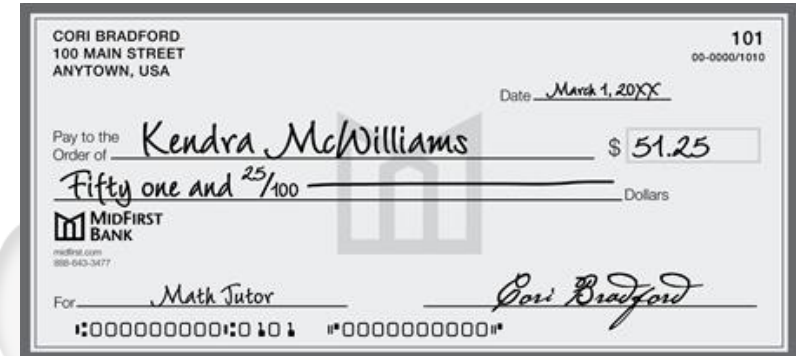 CORI BRADFORD 101
100 MAIN STREET 00-0000/1010
ANYTOWN, USA
Date March 1, 20XX
Pay to the
Order of Kendra McWilliams $ 51.25
Fifty one and 25/100 Dollars
MIDFIRST
BANK
midfirst.com
888-643-3477
For Math Tutor Cori Bradford
⑆000000000⑆0101 ⑈0000000000⑈